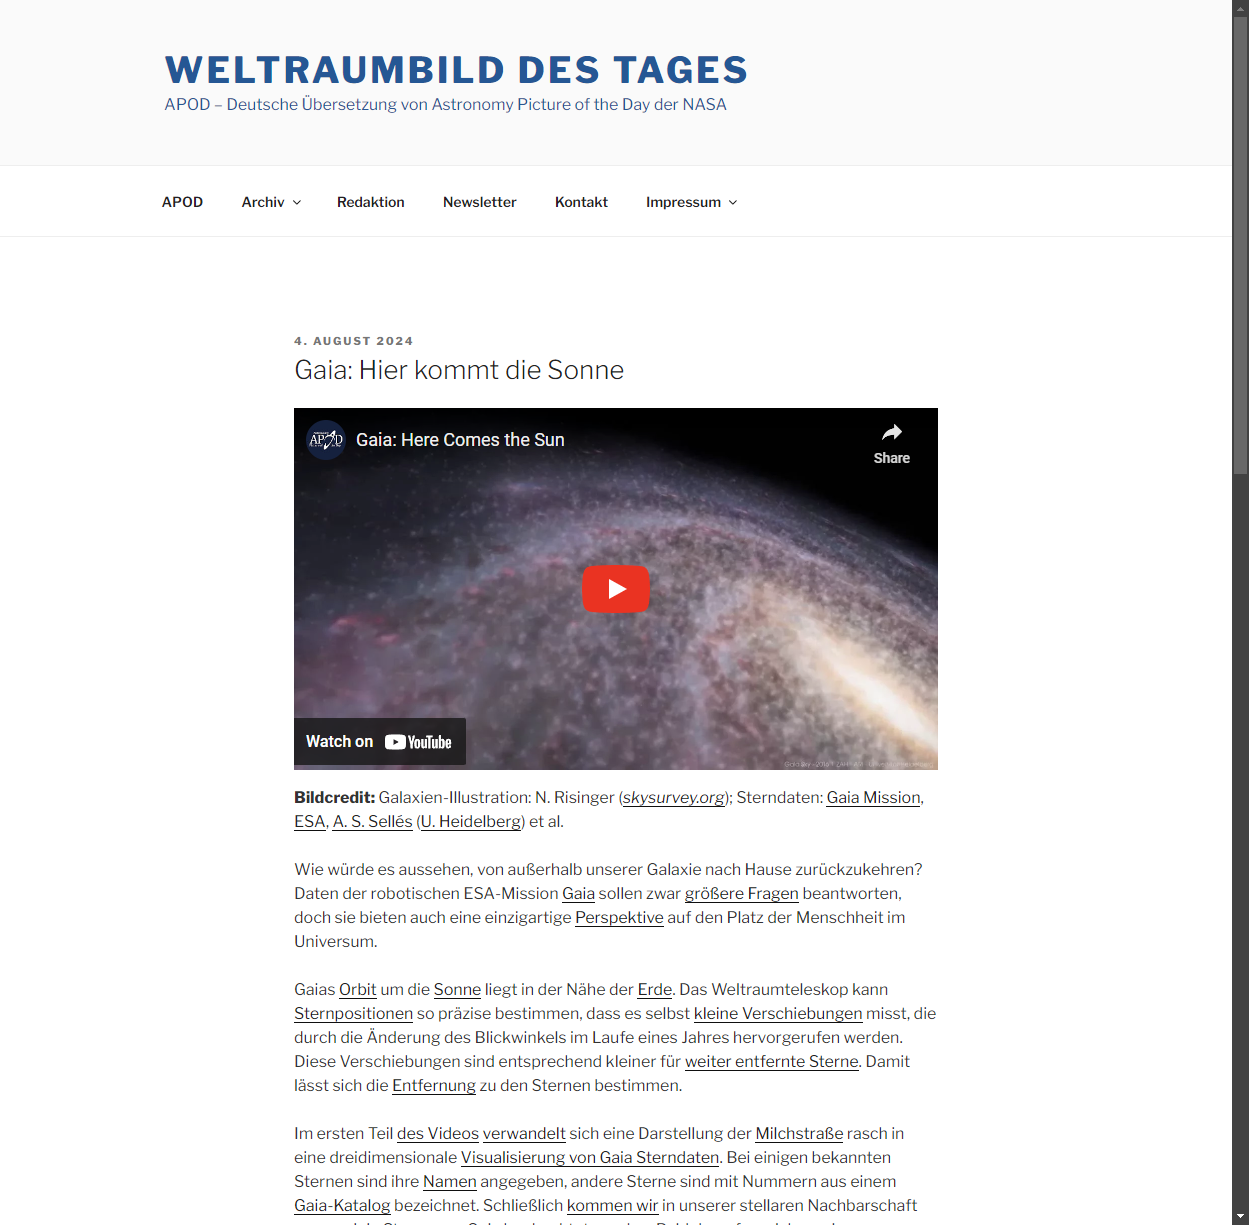 WELTRAUMBILD DES TAGES
APOD – Deutsche Übersetzung von Astronomy Picture of the Day der NASA
APOD Archiv Redaktion Newsletter Kontakt Impressum
4. AUGUST 2024
Gaia: Hier kommt die Sonne
APOD Gaia: Here Comes the Sun
Share
Watch on YouTube
Bildcredit: Galaxien-Illustration: N. Risinger (skysurvey.org); Sterndaten: Gaia Mission,
ESA, A. S. Sellés (U. Heidelberg) et al.
Wie würde es aussehen, von außerhalb unserer Galaxie nach Hause zurückzukehren?
Daten der robotischen ESA-Mission Gaia sollen zwar größere Fragen beantworten,
doch sie bieten auch eine einzigartige Perspektive auf den Platz der Menschheit im
Universum.
Gaias Orbit um die Sonne liegt in der Nähe der Erde. Das Weltraumteleskop kann
Sternpositionen so präzise bestimmen, dass es selbst kleine Verschiebungen misst, die
durch die Änderung des Blickwinkels im Laufe eines Jahres hervorgerufen werden.
Diese Verschiebungen sind entsprechend kleiner für weiter entfernte Sterne. Damit
lässt sich die Entfernung zu den Sternen bestimmen.
Im ersten Teil des Videos verwandelt sich eine Darstellung der Milchstraße rasch in
eine dreidimensionale Visualisierung von Gaia Sterndaten. Bei einigen bekannten
Sternen sind ihre Namen angegeben, andere Sterne sind mit Nummern aus einem
Gaia-Katalog bezeichnet. Schließlich kommen wir in unserer stellaren Nachbarschaft